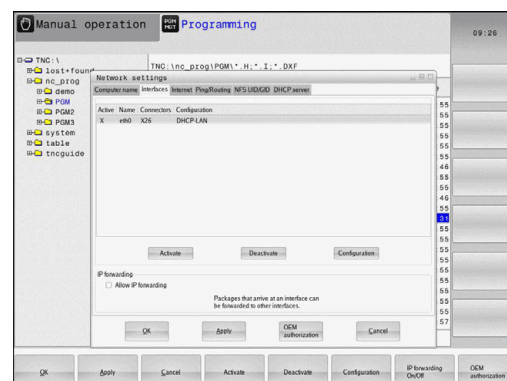 Manual operation
PGM MGT
Programming
09:26
TNC:\
lost+found
nc_prog
demo
PGM
PGM2
PGM3
system
table
tncguide
TNC:\nc_prog\PGM\*.H;*.I;*.DXF
Network settings
Computer name Interfaces Internet Ping/Routing NFS UID/GID DHCP server
Active Name Connectors Configuration
X eth0 X26 DHCP-LAN
Activate Deactivate Configuration
IP forwarding
Allow IP forwarding
Packages that arrive at an interface can
be forwarded to other interfaces.
OK Apply OEM authorization Cancel
55
55
55
55
55
46
55
55
46
55
31
55
55
55
55
55
55
55
55
55
57
OK Apply Cancel Activate Deactivate Configuration IP forwarding On/Off OEM authorization